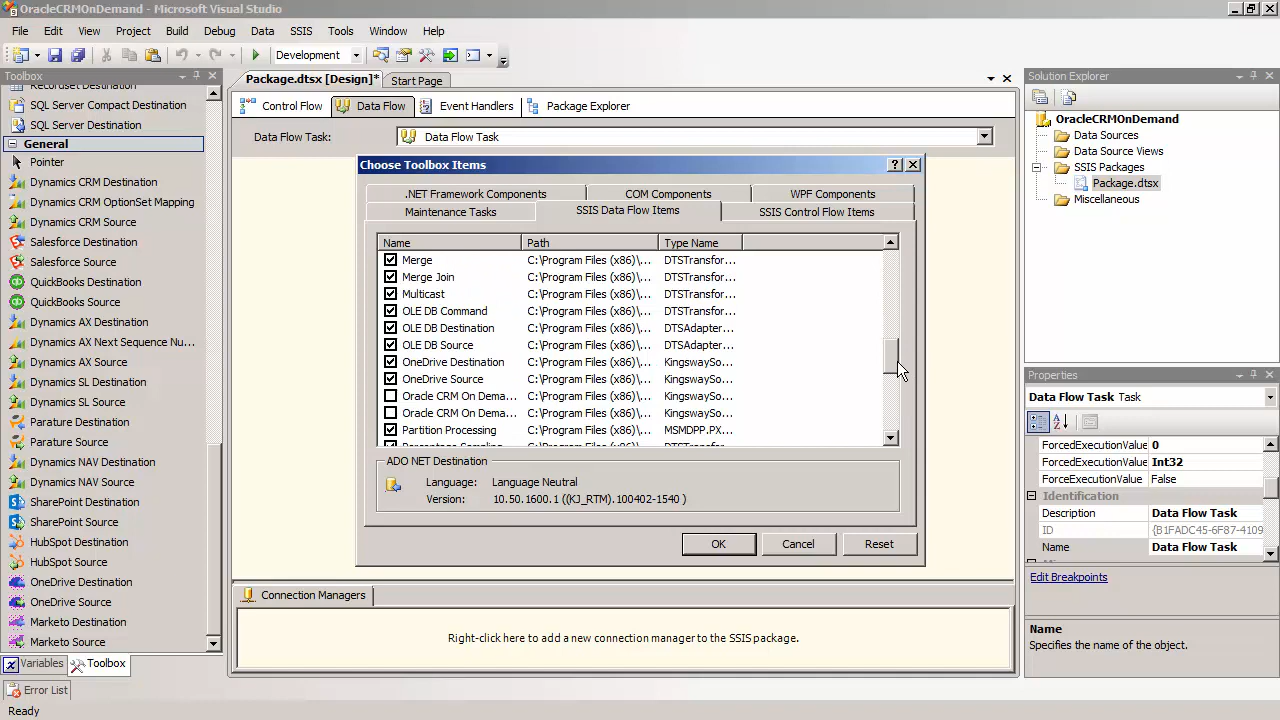 OracleCRMOnDemand - Microsoft Visual Studio
File Edit View Project Build Debug Data SSIS Tools Window Help
Development
Toolbox
Recordset Destination
SQL Server Compact Destination
SQL Server Destination
General
Pointer
Dynamics CRM Destination
Dynamics CRM OptionSet Mapping
Dynamics CRM Source
Salesforce Destination
Salesforce Source
QuickBooks Destination
QuickBooks Source
Dynamics AX Destination
Dynamics AX Next Sequence Nu...
Dynamics AX Source
Dynamics SL Destination
Dynamics SL Source
Parature Destination
Parature Source
Dynamics NAV Destination
Dynamics NAV Source
SharePoint Destination
SharePoint Source
HubSpot Destination
HubSpot Source
OneDrive Destination
OneDrive Source
Marketo Destination
Marketo Source
Variables Toolbox
Error List
Ready
Package.dtsx [Design]* Start Page
Control Flow Data Flow Event Handlers Package Explorer
Data Flow Task: Data Flow Task
Choose Toolbox Items
.NET Framework Components COM Components WPF Components
Maintenance Tasks SSIS Data Flow Items SSIS Control Flow Items
Name Path Type Name
Merge C:\Program Files (x86)\... DTSTransfor...
Merge Join C:\Program Files (x86)\... DTSTransfor...
Multicast C:\Program Files (x86)\... DTSTransfor...
OLE DB Command C:\Program Files (x86)\... DTSTransfor...
OLE DB Destination C:\Program Files (x86)\... DTSAdapter...
OLE DB Source C:\Program Files (x86)\... DTSAdapter...
OneDrive Destination C:\Program Files (x86)\... KingswaySo...
OneDrive Source C:\Program Files (x86)\... KingswaySo...
Oracle CRM On Dema... C:\Program Files (x86)\... KingswaySo...
Oracle CRM On Dema... C:\Program Files (x86)\... KingswaySo...
Partition Processing C:\Program Files (x86)\... MSMDPP.PX...
Percentage Sampling C:\Program Files (x86)\... DTSTransfor...
ADO NET Destination
Language: Language Neutral
Version: 10.50.1600.1 ((KJ_RTM).100402-1540 )
OK Cancel Reset
Connection Managers
Right-click here to add a new connection manager to the SSIS package.
Solution Explorer
OracleCRMOnDemand
Data Sources
Data Source Views
SSIS Packages
Package.dtsx
Miscellaneous
Properties
Data Flow Task Task
ForcedExecutionValue 0
ForcedExecutionValue Int32
ForceExecutionValue False
Identification
Description Data Flow Task
ID {B1FADC45-6F87-4109
Name Data Flow Task
Edit Breakpoints
Name
Specifies the name of the object.